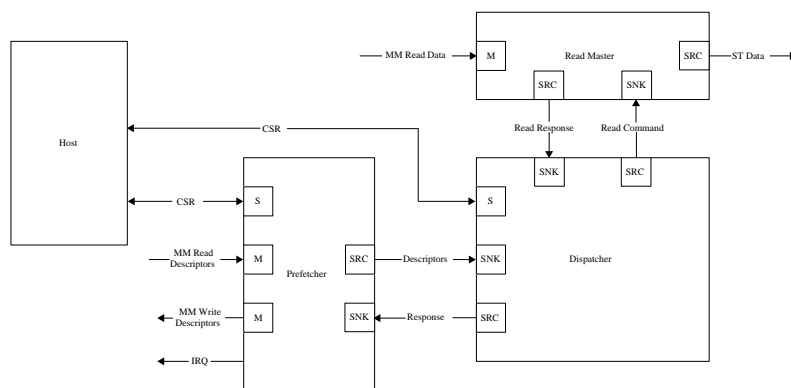 MM Read Data
M
Read Master
SRC
ST Data
SRC
SNK
Read Response
Read Command
CSR
Host
SNK
SRC
CSR
S
S
MM Read
Descriptors
M
Prefetcher
SRC
Descriptors
SNK
Dispatcher
MM Write
Descriptors
M
SNK
Response
SRC
IRQ